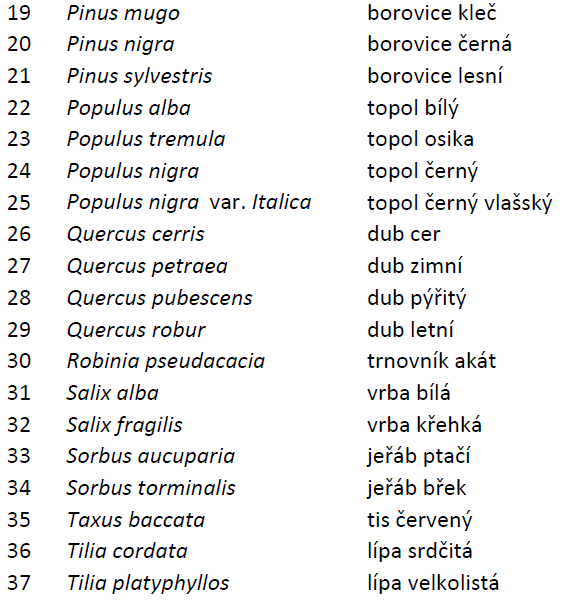 19 Pinus mugo borovice kleč
20 Pinus nigra borovice černá
21 Pinus sylvestris borovice lesní
22 Populus alba topol bílý
23 Populus tremula topol osika
24 Populus nigra topol černý
25 Populus nigra var. Italica topol černý vlašský
26 Quercus cerris dub cer
27 Quercus petraea dub zimní
28 Quercus pubescens dub pýřitý
29 Quercus robur dub letní
30 Robinia pseudacacia trnovník akát
31 Salix alba vrba bílá
32 Salix fragilis vrba křehká
33 Sorbus aucuparia jeřáb ptačí
34 Sorbus torminalis jeřáb břek
35 Taxus baccata tis červený
36 Tilia cordata lípa srdčitá
37 Tilia platyphyllos lípa velkolistá